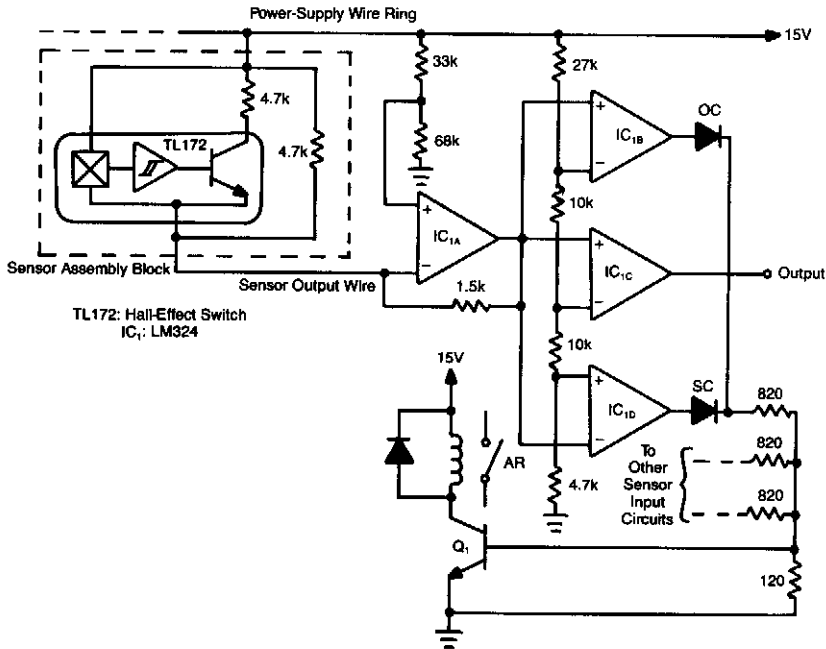 Power-Supply Wire Ring
15V
33k
27k
4.7k
OC
TL172
4.7k
68k
+
IC1B
−
10k
+
IC1A
−
+
IC1C
−
Output
Sensor Assembly Block
Sensor Output Wire
1.5k
TL172: Hall-Effect Switch
IC1: LM324
10k
15V
+
IC1D
−
SC
820
AR
To
Other
Sensor
Input
Circuits
820
4.7k
820
Q1
120